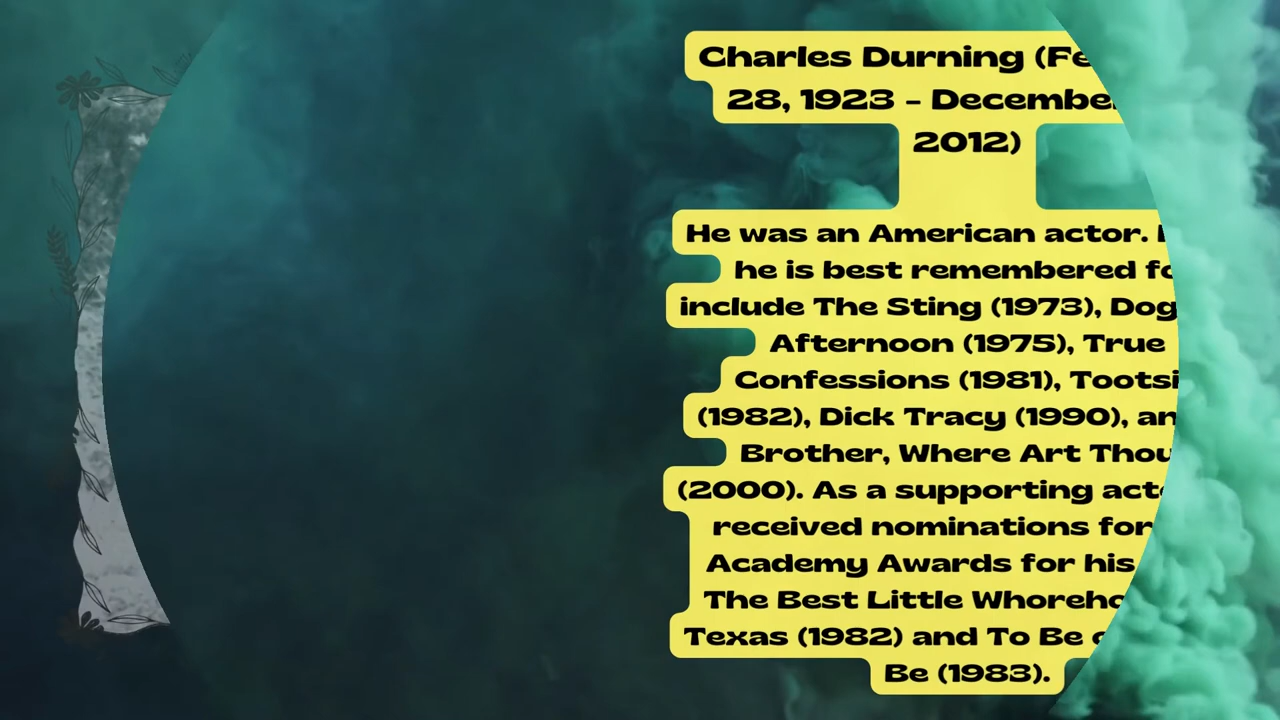 Charles Durning (Fe
28, 1923 - December
2012)
He was an American actor.
he is best remembered fo
include The Sting (1973), Dog
Afternoon (1975), True
Confessions (1981), Tootsi
(1982), Dick Tracy (1990), an
Brother, Where Art Thou
(2000). As a supporting acto
received nominations for
Academy Awards for his
The Best Little Whoreho
Texas (1982) and To Be o
Be (1983).